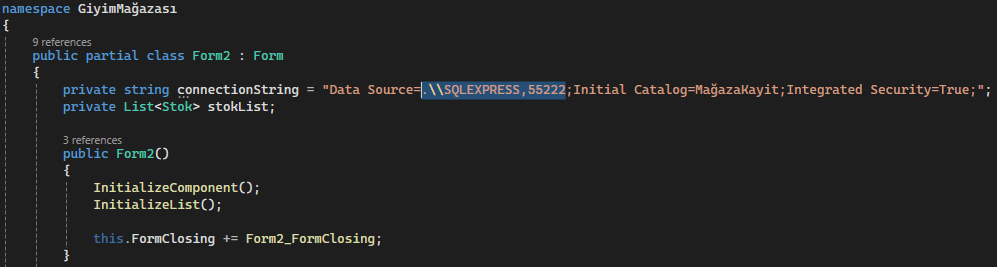 namespace GiyimMağazası
{
9 references
public partial class Form2 : Form
{
private string connectionString = "Data Source=.\\SQLEXPRESS,55222;Initial Catalog=MağazaKayit;Integrated Security=True;";
private List<Stok> stokList;
3 references
public Form2()
{
InitializeComponent();
InitializeList();
this.FormClosing += Form2_FormClosing;
}